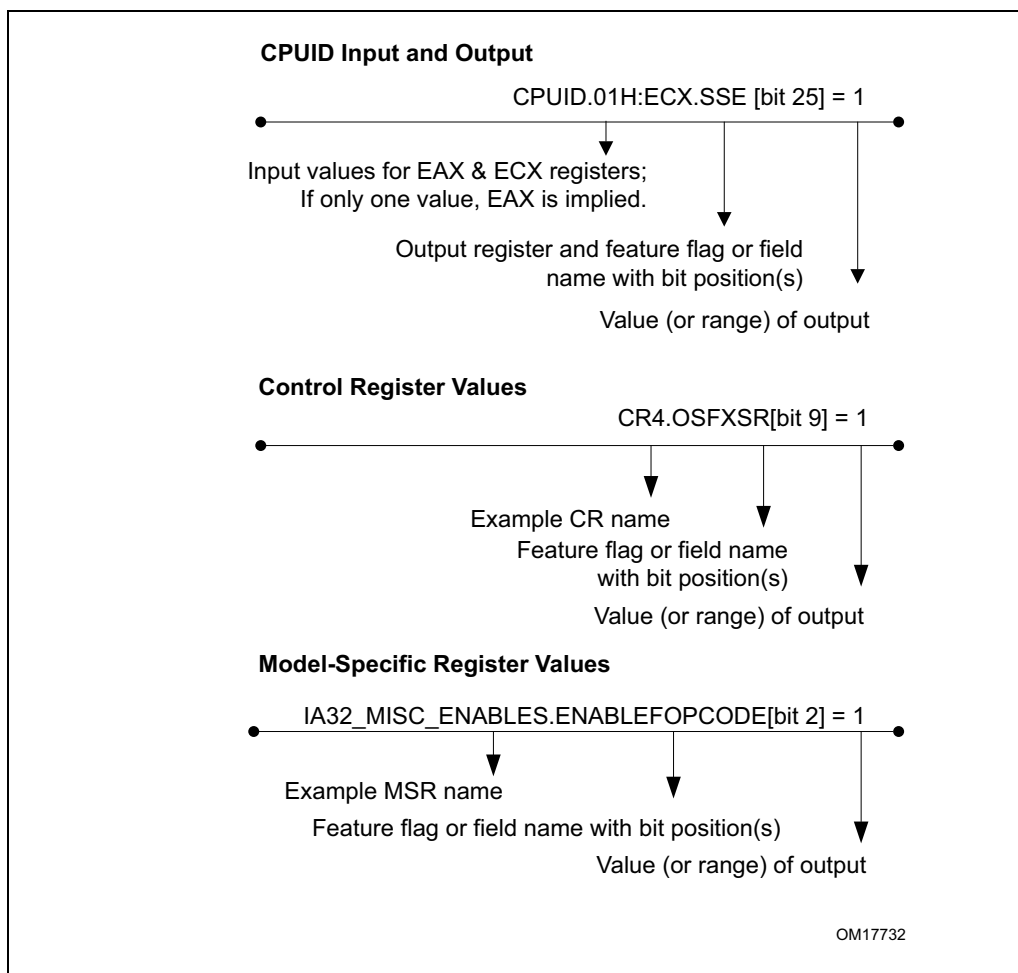 CPUID Input and Output
CPUID.01H:ECX.SSE [bit 25] = 1
Input values for EAX & ECX registers;
If only one value, EAX is implied.
Output register and feature flag or field
name with bit position(s)
Value (or range) of output
Control Register Values
CR4.OSFXSR[bit 9] = 1
Example CR name
Feature flag or field name
with bit position(s)
Value (or range) of output
Model-Specific Register Values
IA32_MISC_ENABLES.ENABLEFOPCODE[bit 2] = 1
Example MSR name
Feature flag or field name with bit position(s)
Value (or range) of output
OM17732